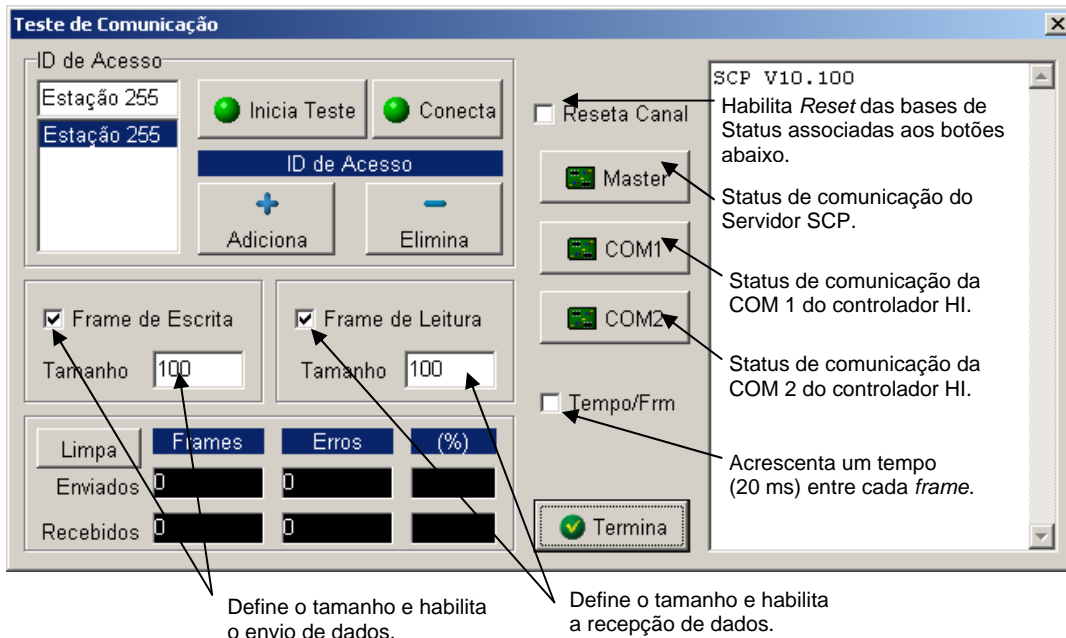 Teste de Comunicação
ID de Acesso
Estação 255
Estação 255
Inicia Teste
Conecta
ID de Acesso
Adiciona
Elimina
Frame de Escrita
Tamanho 100
Frame de Leitura
Tamanho 100
Limpa Frames Erros (%)
Enviados 0 0
Recebidos 0 0
Reseta Canal
Master
COM1
COM2
Tempo/Frm
Termina
SCP V10.100
Habilita Reset das bases de
Status associadas aos botões
abaixo.
Status de comunicação do
Servidor SCP.
Status de comunicação da
COM 1 do controlador HI.
Status de comunicação da
COM 2 do controlador HI.
Acrescenta um tempo
(20 ms) entre cada frame.
Define o tamanho e habilita
o envio de dados.
Define o tamanho e habilita
a recepção de dados.